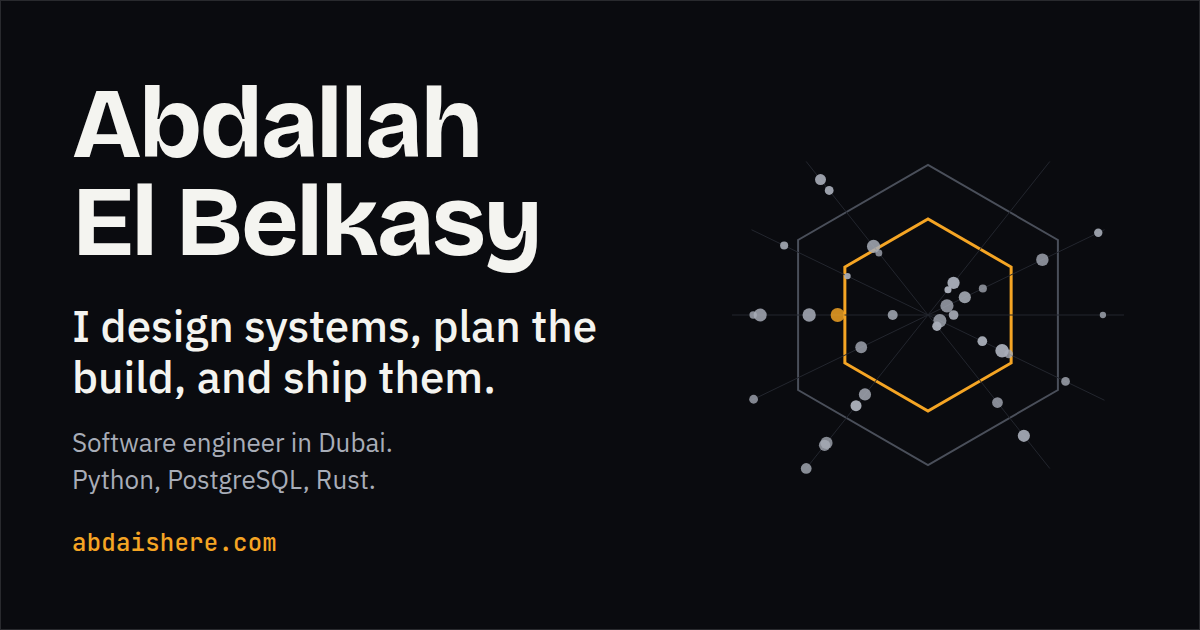 Abdallah
El Belkasy
I design systems, plan the
build, and ship them.
Software engineer in Dubai.
Python, PostgreSQL, Rust.
abdaishere.com